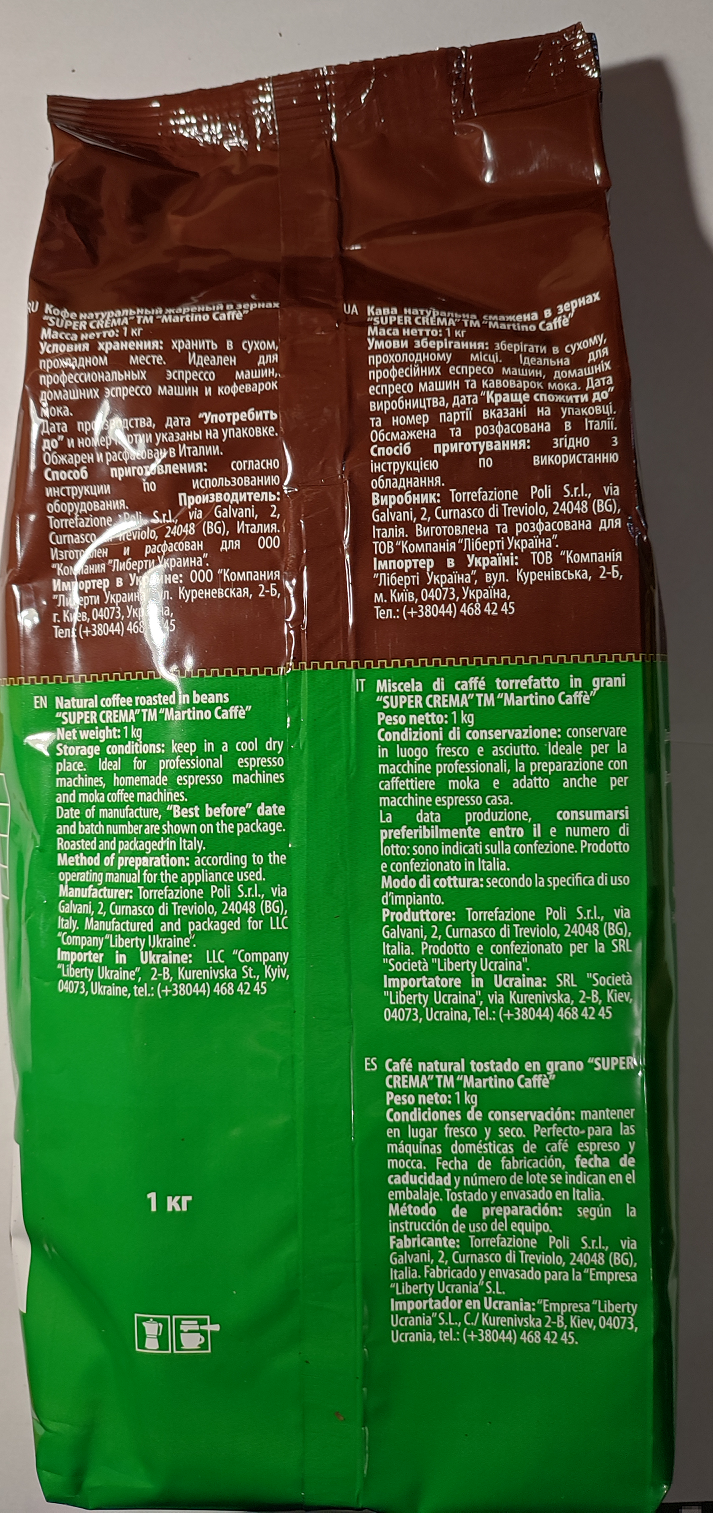 RU Кофе натуральный жареный в зернах
“SUPER CREMA” TM “Martino Caffè”
Масса нетто: 1 кг
Условия хранения: хранить в сухом,
прохладном месте. Идеален для
профессиональных эспрессо машин,
домашних эспрессо машин и кофеварок
мока.
Дата дства, дата “Употребить
до” и номер указаны на упаковке.
Обжарен и расфасован в Италии.
Способ приготовления: согласно
инструкции по использованию
оборудования. Производитель:
Torrefazione Poli S.r.l., via Galvani, 2,
Curnasco Treviolo, 24048 (BG), Италия.
Изготовлен и расфасован для ООО
“Компания “Либерти Украина”.
Импортер в не: ООО “Компания
“Либерти Украин ул. Куреневская, 2-Б,
г. Киев, 04073,
Тел: (+38044) 468 45
UA Кава натуральна смажена в зернах
“SUPER CREMA” TM “Martino Caffè”
Маса нетто: 1 кг
Умови зберігання: зберігати в сухому,
прохолодному місці. Ідеальна для
професійних еспресо машин, домашніх
еспресо машин та кавоварок мока. Дата
виробництва, дата “Краще спожити до”
та номер партії вказані на упаковці.
Обсмажена та розфасована в Італії.
Спосіб приготування: згідно з
інструкцією по використанню
обладнання.
Виробник: Torrefazione Poli S.r.l., via
Galvani, 2, Curnasco di Treviolo, 24048 (BG),
Італія. Виготовлена та розфасована для
ТОВ “Компанія “Ліберті Україна”.
Імпортер в Україні: ТОВ “Компанія
“Ліберті Україна”, вул. Куренівська, 2-Б,
м. Київ, 04073, Україна,
Тел.: (+38044) 468 42 45
EN Natural coffee roasted in beans
“SUPER CREMA” TM “Martino Caffè”
Net weight: 1 kg
Storage conditions: keep in a cool dry
place. Ideal for professional espresso
machines, homemade espresso machines
and moka coffee machines.
Date of manufacture, “Best before” date
and batch number are shown on the package.
Roasted and packaged in Italy.
Method of preparation: according to the
operating manual for the appliance used.
Manufacturer: Torrefazione Poli S.r.l., via
Galvani, 2, Curnasco di Treviolo, 24048 (BG),
Italy. Manufactured and packaged for LLC
“Company “Liberty Ukraine”.
Importer in Ukraine: LLC “Company
“Liberty Ukraine”, 2-B, Kurenivska St., Kyiv,
04073, Ukraine, tel.: (+38044) 468 42 45
1 кг
IT Miscela di caffé torrefatto in grani
“SUPER CREMA” TM “Martino Caffè”
Peso netto: 1 kg
Condizioni di conservazione: conservare
in luogo fresco e asciutto. Ideale per la
macchine professionali, la preparazione con
caffettiere moka e adatto anche per
macchine espresso casa.
La data produzione, consumarsi
preferibilmente entro il e numero di
lotto: sono indicati sulla confezione. Prodotto
e confezionato in Italia.
Modo di cottura: secondo la specifica di uso
d’impianto.
Produttore: Torrefazione Poli S.r.l., via
Galvani, 2, Curnasco di Treviolo, 24048 (BG),
Italia. Prodotto e confezionato per la SRL
"Società "Liberty Ucraina".
Importatore in Ucraina: SRL "Società
"Liberty Ucraina", via Kurenivska, 2-B, Kiev,
04073, Ucraina, Tel.: (+38044) 468 42 45
ES Café natural tostado en grano “SUPER
CREMA” TM “Martino Caffè”
Peso neto: 1 kg
Condiciones de conservación: mantener
en lugar fresco y seco. Perfecto para las
máquinas domésticas de café espreso y
mocca. Fecha de fabricación, fecha de
caducidad y número de lote se indican en el
embalaje. Tostado y envasado en Italia.
Método de preparación: según la
instrucción de uso del equipo.
Fabricante: Torrefazione Poli S.r.l., via
Galvani, 2, Curnasco di Treviolo, 24048 (BG),
Italia. Fabricado y envasado para la “Empresa
“Liberty Ucrania” S.L.
Importador en Ucrania: “Empresa “Liberty
Ucrania” S.L., C./ Kurenivska 2-B, Kiev, 04073,
Ucrania, tel.: (+38044) 468 42 45.